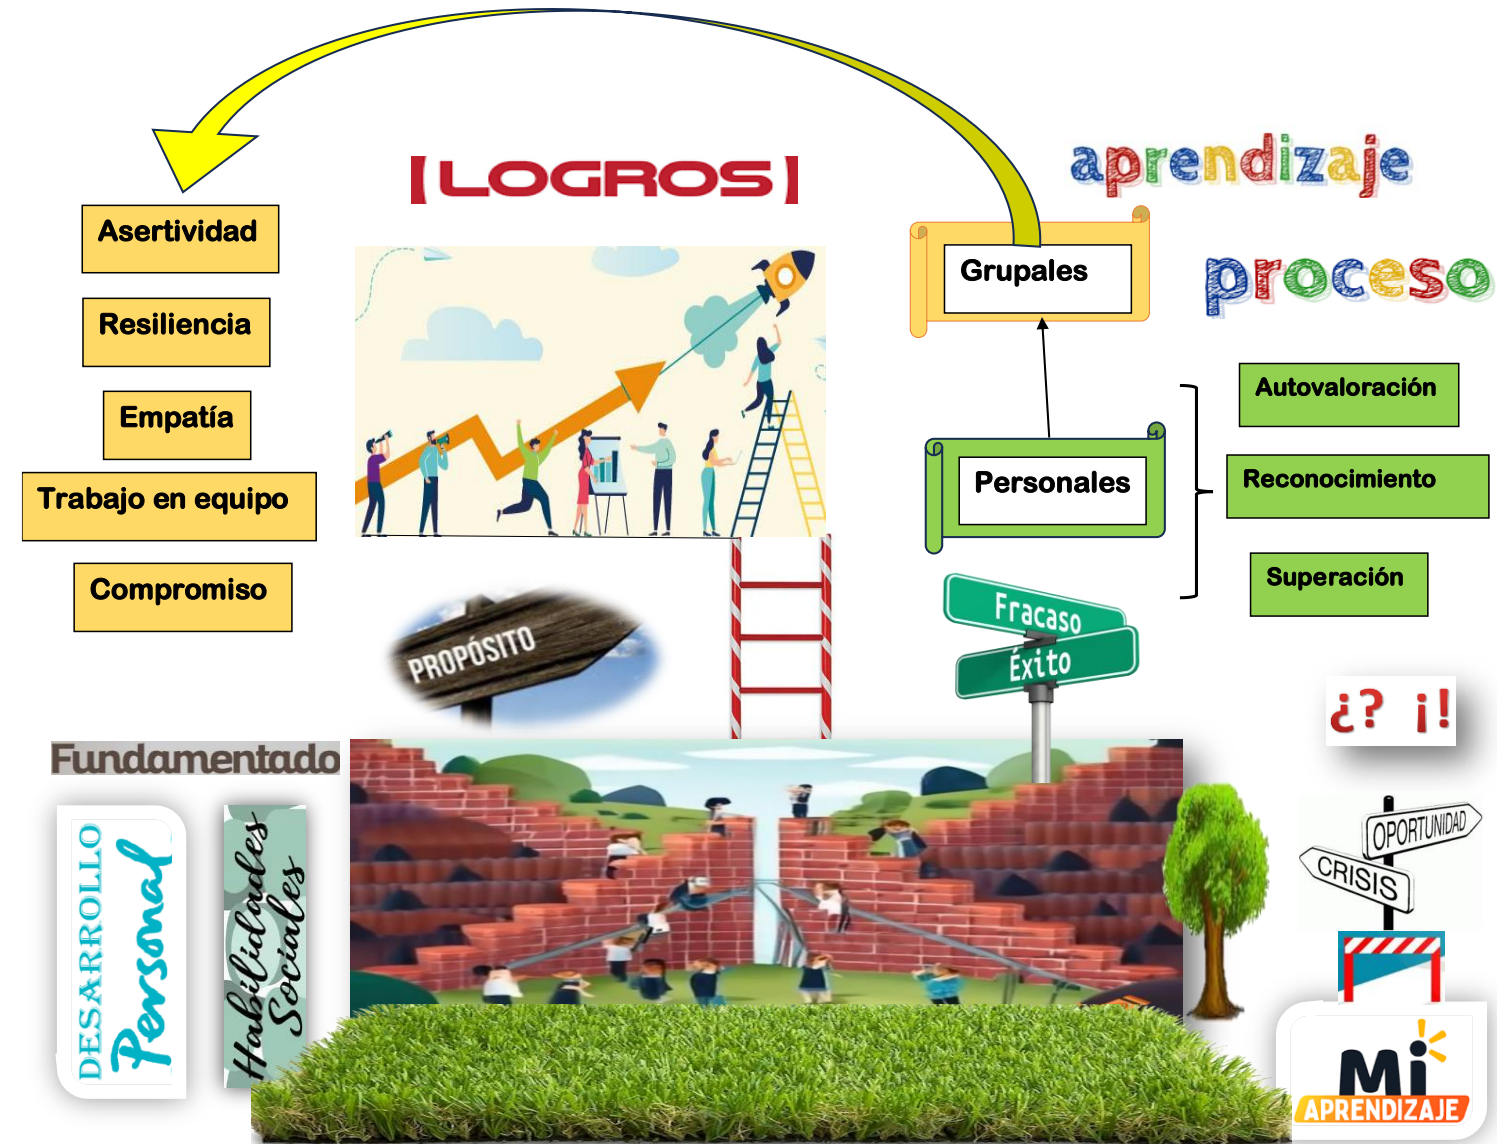 [LOGROS]
aprendizaje
proceso
Asertividad
Resiliencia
Empatía
Trabajo en equipo
Compromiso
Grupales
Personales
Autovaloración
Reconocimiento
Superación
PROPÓSITO
Fracaso
Éxito
¿? ¡!
Fundamentado
DESARROLLO
Personal
Habilidades
Sociales
OPORTUNIDAD
CRISIS
Mi
APRENDIZAJE